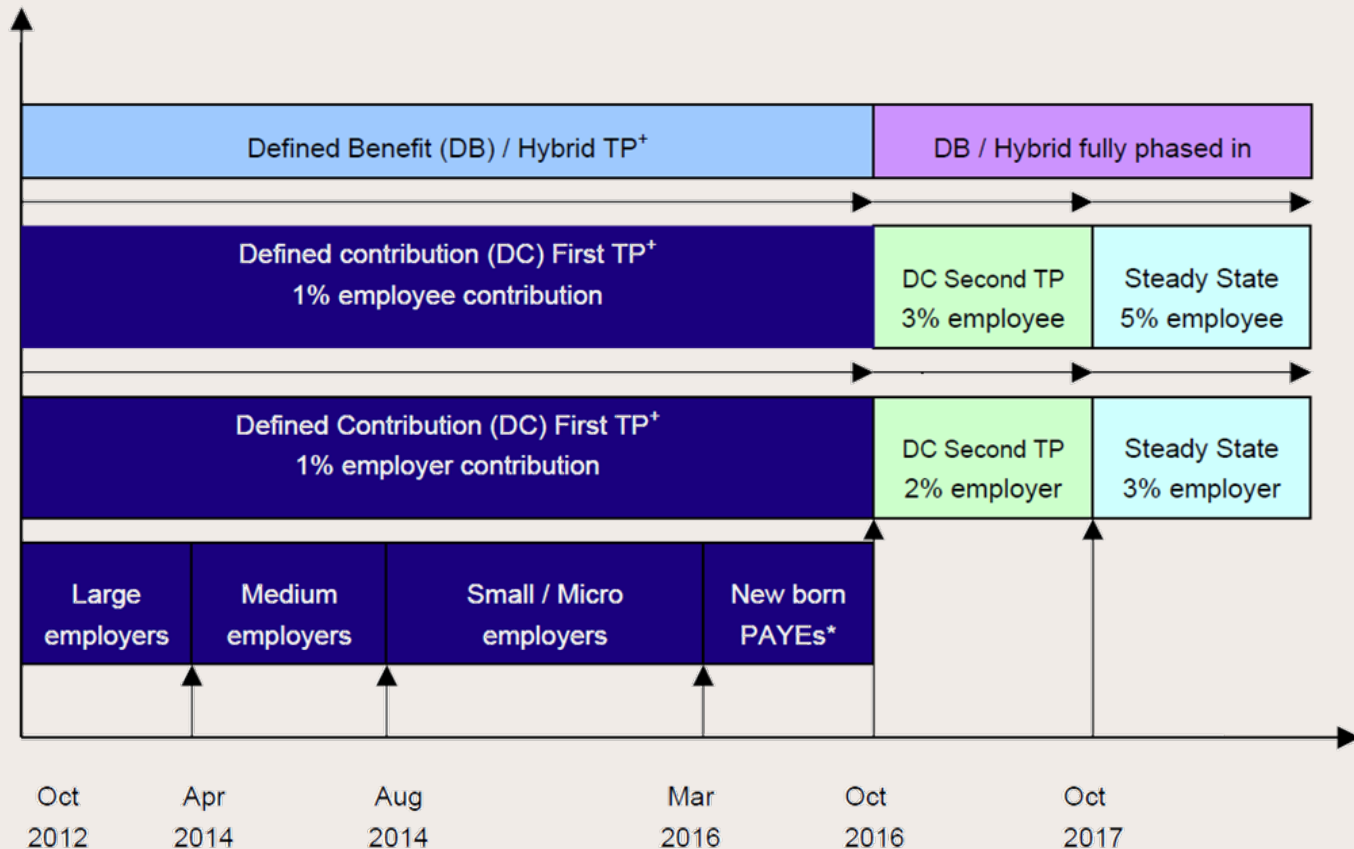 Defined Benefit (DB) / Hybrid TP⁺
DB / Hybrid fully phased in
Defined contribution (DC) First TP⁺
1% employee contribution
DC Second TP
3% employee
Steady State
5% employee
Defined Contribution (DC) First TP⁺
1% employer contribution
DC Second TP
2% employer
Steady State
3% employer
Large
employers
Medium
employers
Small / Micro
employers
New born
PAYEs*
Oct
2012
Apr
2014
Aug
2014
Mar
2016
Oct
2016
Oct
2017